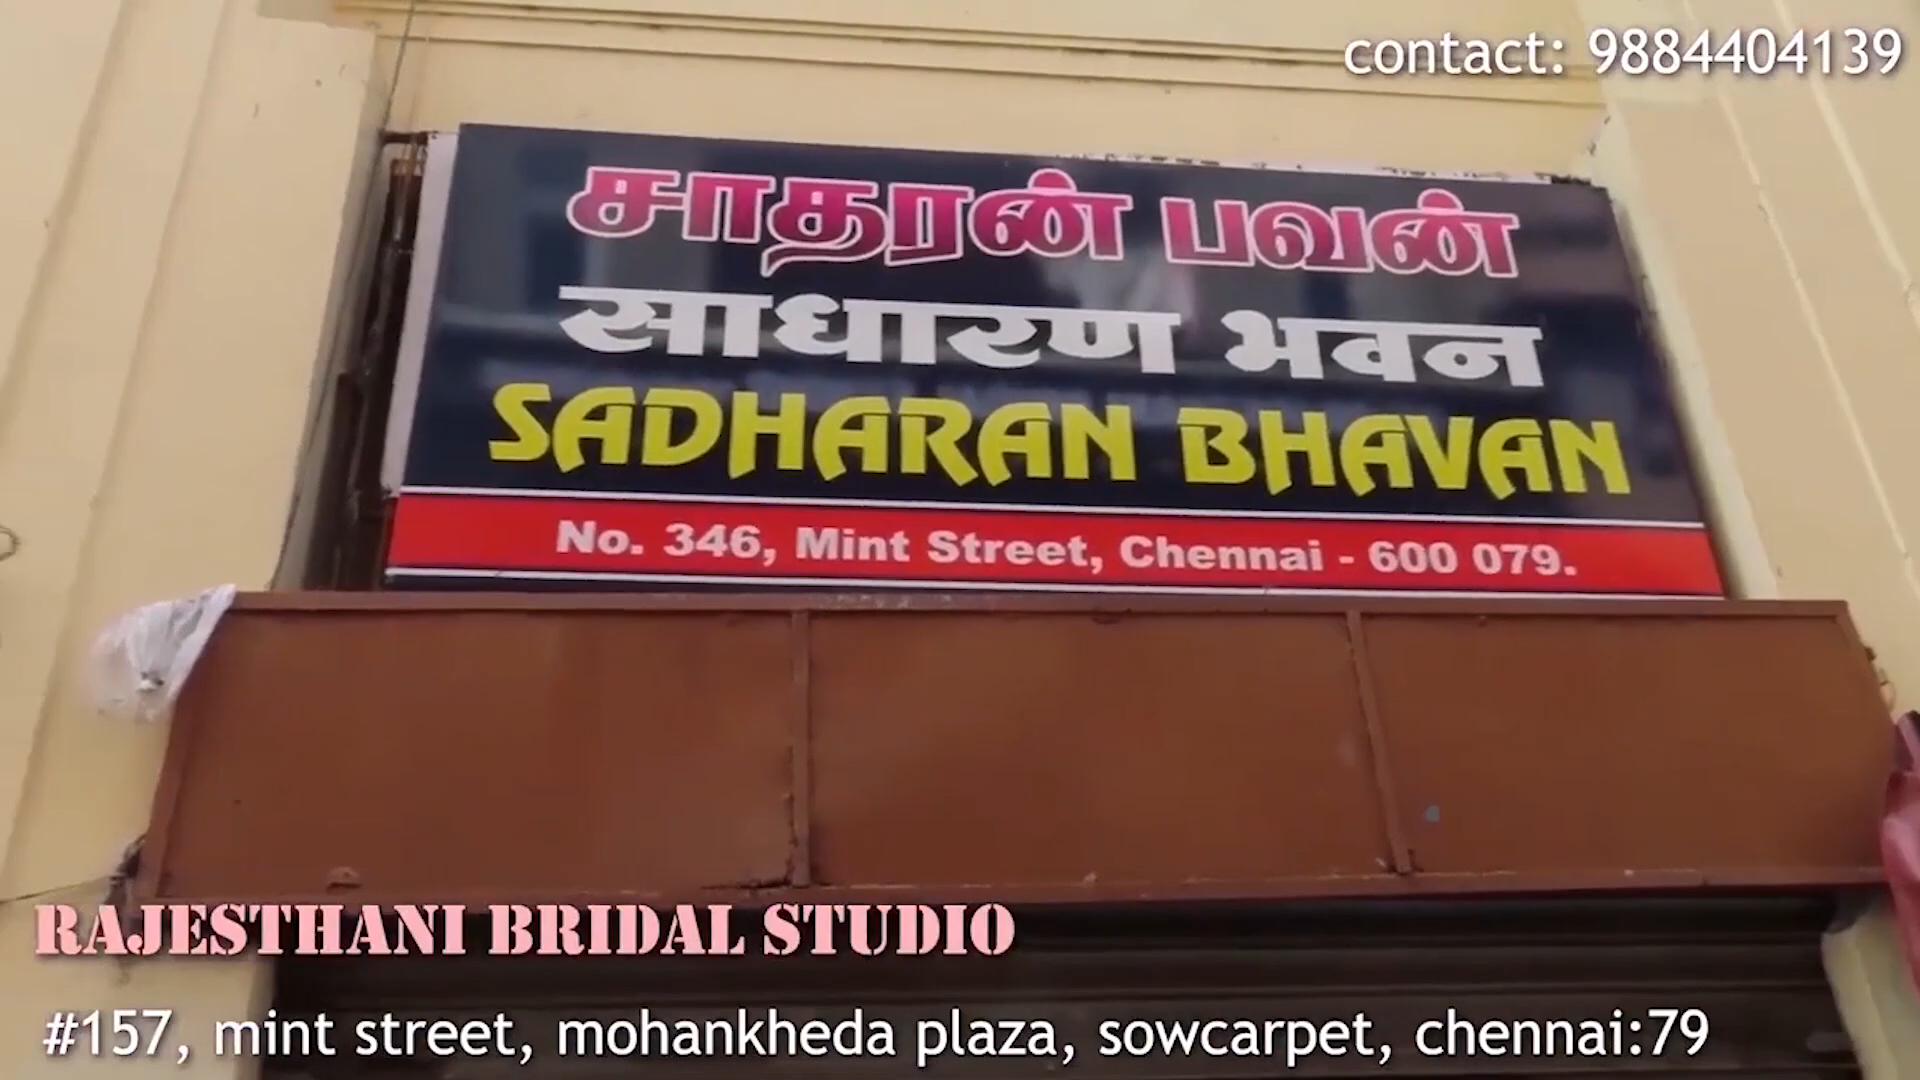 contact: 9884404139
சாதரன் பவன்
साधारण भवन
SADHARAN BHAVAN
No. 346, Mint Street, Chennai - 600 079.
RAJESTHANI BRIDAL STUDIO
#157, mint street, mohankheda plaza, sowcarpet, chennai:79